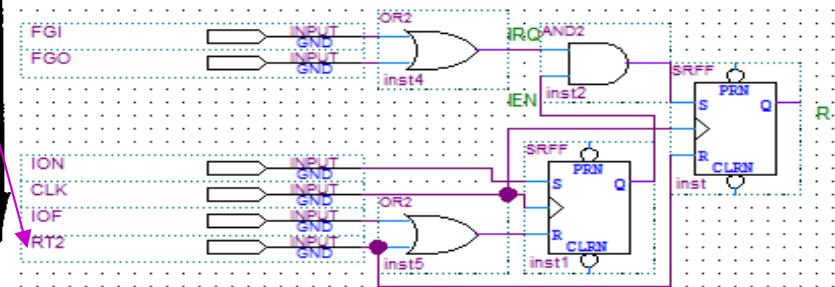 OR2
FGI INPUT GND
FGO INPUT GND
inst4
IRQ
AND2
inst2
IEN
SRFF
PRN
S Q
R
CLRN
inst
R
ION INPUT GND
CLK INPUT GND
IOF INPUT GND
RT2 INPUT GND
OR2
inst5
SRFF
PRN
S Q
R
CLRN
inst1